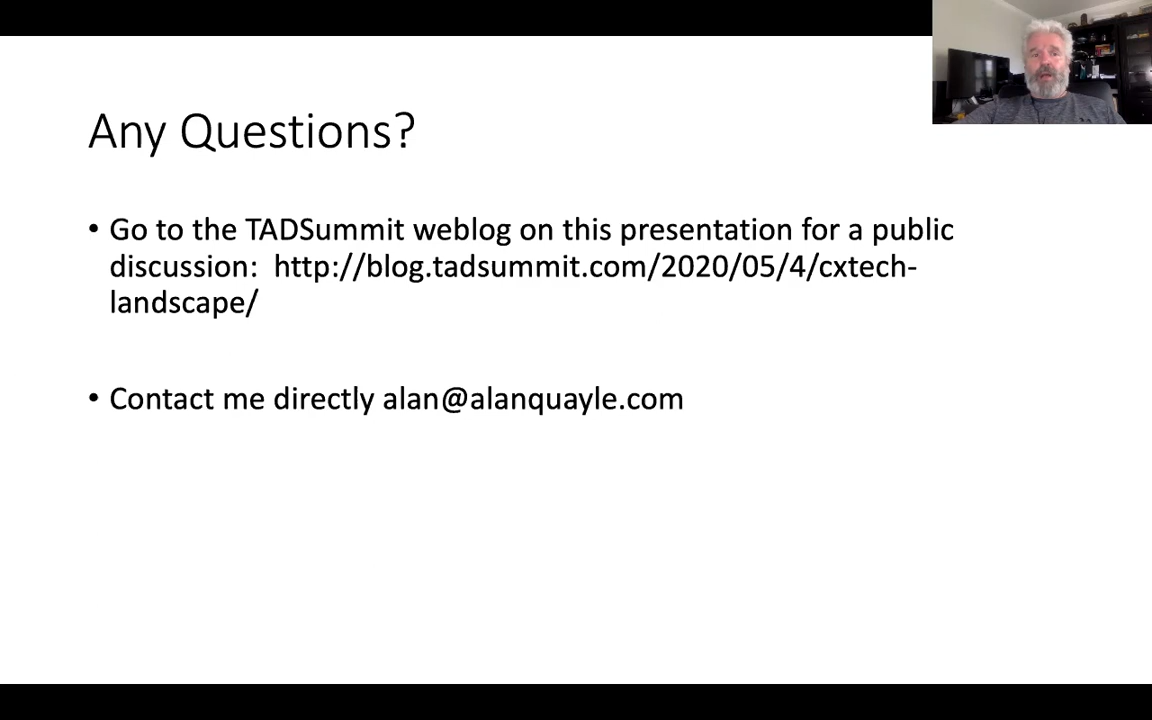 Any Questions?
• Go to the TADSummit weblog on this presentation for a public
discussion:  http://blog.tadsummit.com/2020/05/4/cxtech-
landscape/
• Contact me directly alan@alanquayle.com